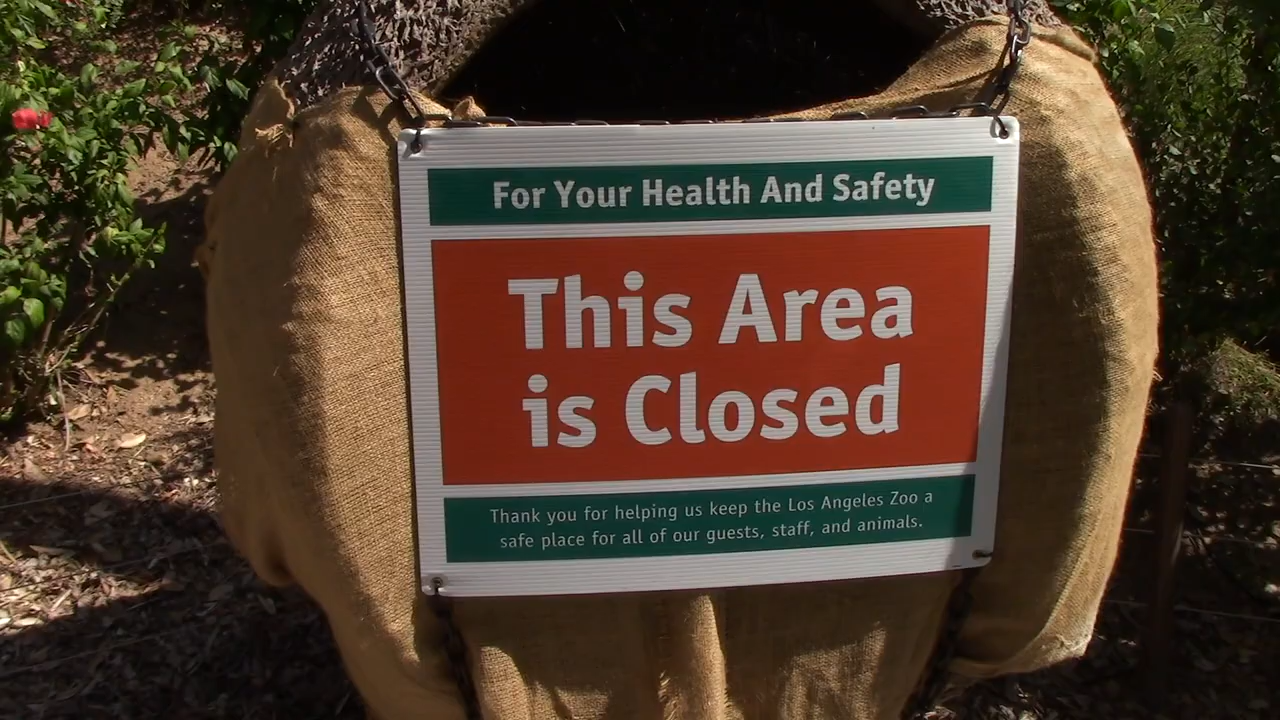 For Your Health And Safety
This Area
is Closed
Thank you for helping us keep the Los Angeles Zoo a
safe place for all of our guests, staff, and animals.